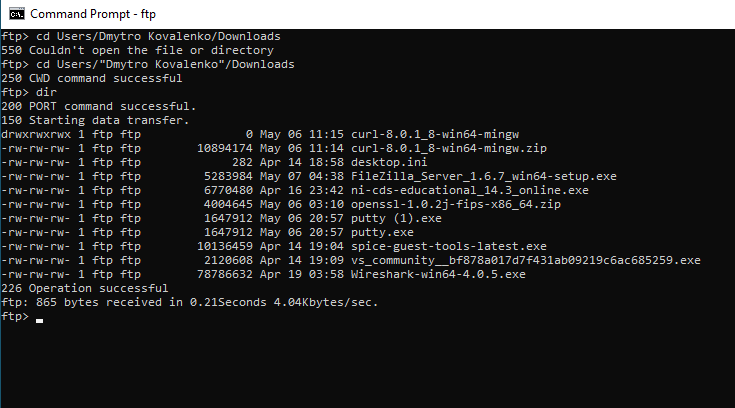 Command Prompt - ftp
ftp> cd Users/Dmytro Kovalenko/Downloads
550 Couldn't open the file or directory
ftp> cd Users/"Dmytro Kovalenko"/Downloads
250 CWD command successful
ftp> dir
200 PORT command successful.
150 Starting data transfer.
drwxrwxrwx 1 ftp ftp               0 May 06 11:15 curl-8.0.1_8-win64-mingw
-rw-rw-rw- 1 ftp ftp        10894174 May 06 11:14 curl-8.0.1_8-win64-mingw.zip
-rw-rw-rw- 1 ftp ftp             282 Apr 14 18:58 desktop.ini
-rw-rw-rw- 1 ftp ftp         5283984 May 07 04:38 FileZilla_Server_1.6.7_win64-setup.exe
-rw-rw-rw- 1 ftp ftp         6770480 Apr 16 23:42 ni-cds-educational_14.3_online.exe
-rw-rw-rw- 1 ftp ftp         4004645 May 06 03:10 openssl-1.0.2j-fips-x86_64.zip
-rw-rw-rw- 1 ftp ftp         1647912 May 06 20:57 putty (1).exe
-rw-rw-rw- 1 ftp ftp         1647912 May 06 20:57 putty.exe
-rw-rw-rw- 1 ftp ftp        10136459 Apr 14 19:04 spice-guest-tools-latest.exe
-rw-rw-rw- 1 ftp ftp         2120608 Apr 14 19:09 vs_community__bf878a017d7f431ab09219c6ac685259.exe
-rw-rw-rw- 1 ftp ftp        78786632 Apr 19 03:58 Wireshark-win64-4.0.5.exe
226 Operation successful
ftp: 865 bytes received in 0.21Seconds 4.04Kbytes/sec.
ftp>